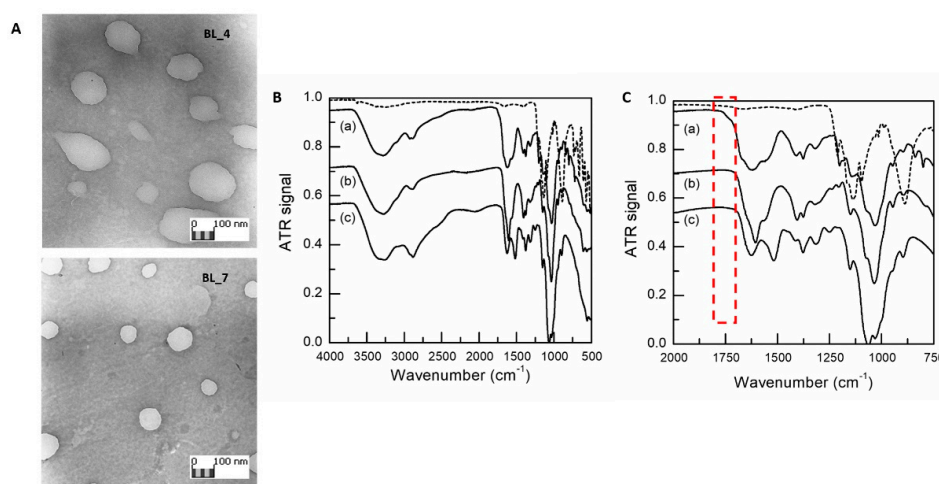 A
BL_4
0 100 nm
BL_7
0 100 nm
B
1.0
0.8
0.6
0.4
0.2
0.0
(a)
(b)
(c)
ATR signal
4000 3500 3000 2500 2000 1500 1000 500
Wavenumber (cm⁻¹)
C
1.0
0.8
0.6
0.4
0.2
0.0
(a)
(b)
(c)
ATR signal
2000 1750 1500 1250 1000 750
Wavenumber (cm⁻¹)